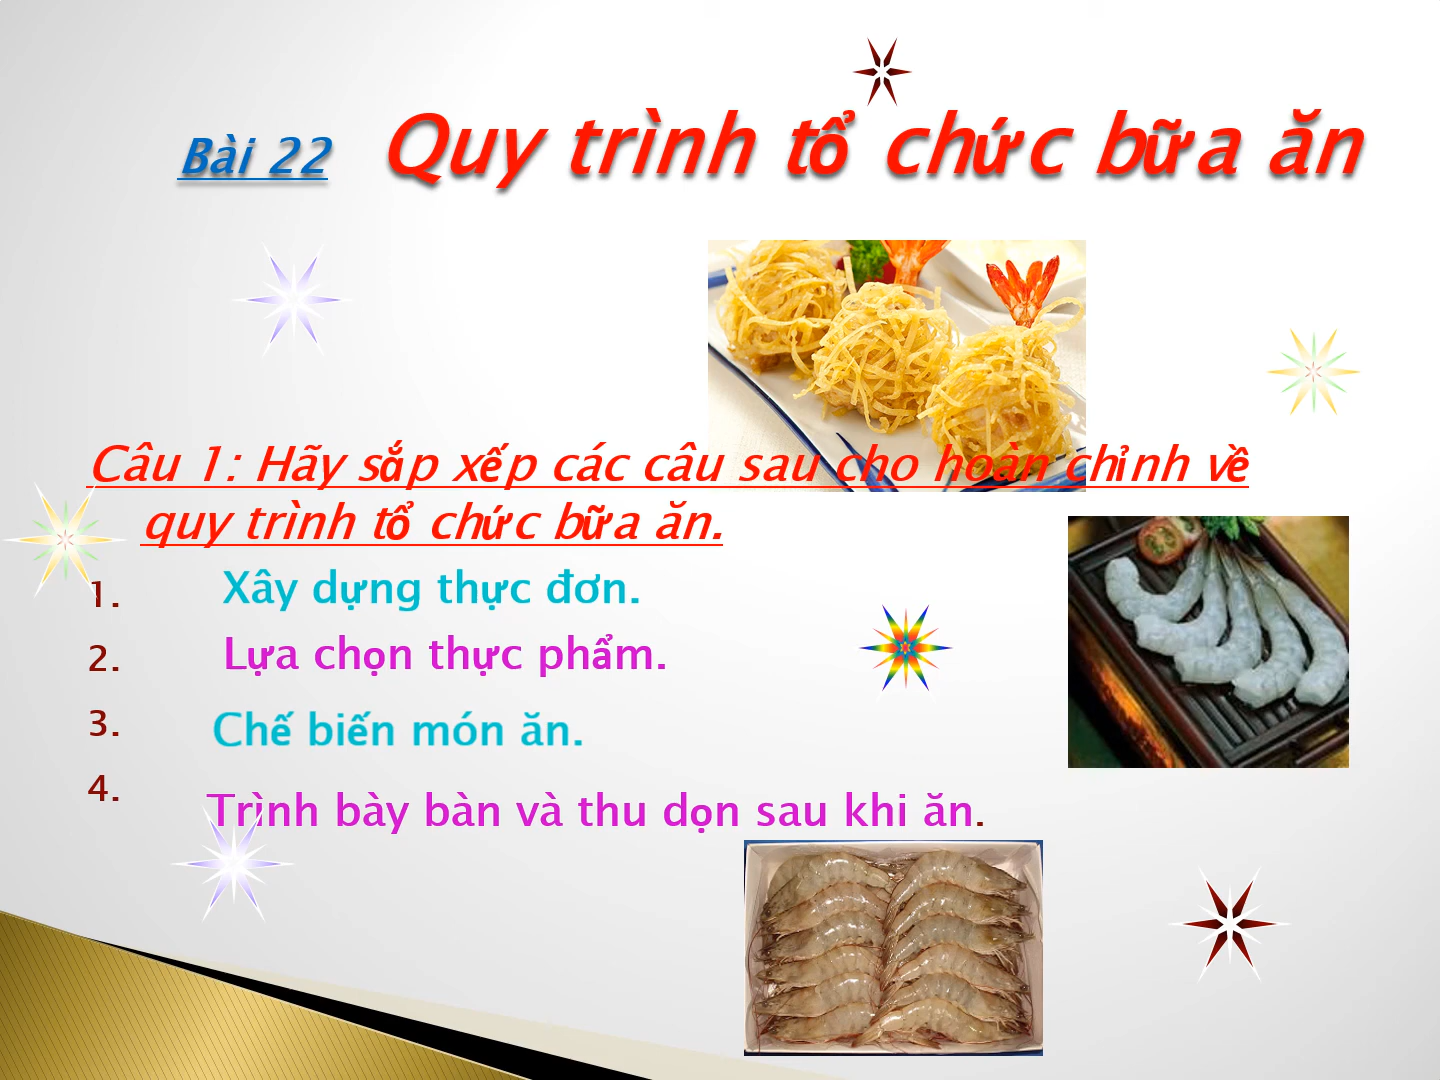 Bài 22 Quy trình tổ chức bữa ăn
Câu 1: Hãy sắp xếp các câu sau cho hoàn chỉnh về
quy trình tổ chức bữa ăn.
1. Xây dựng thực đơn.
2. Lựa chọn thực phẩm.
3. Chế biến món ăn.
4. Trình bày bàn và thu dọn sau khi ăn.